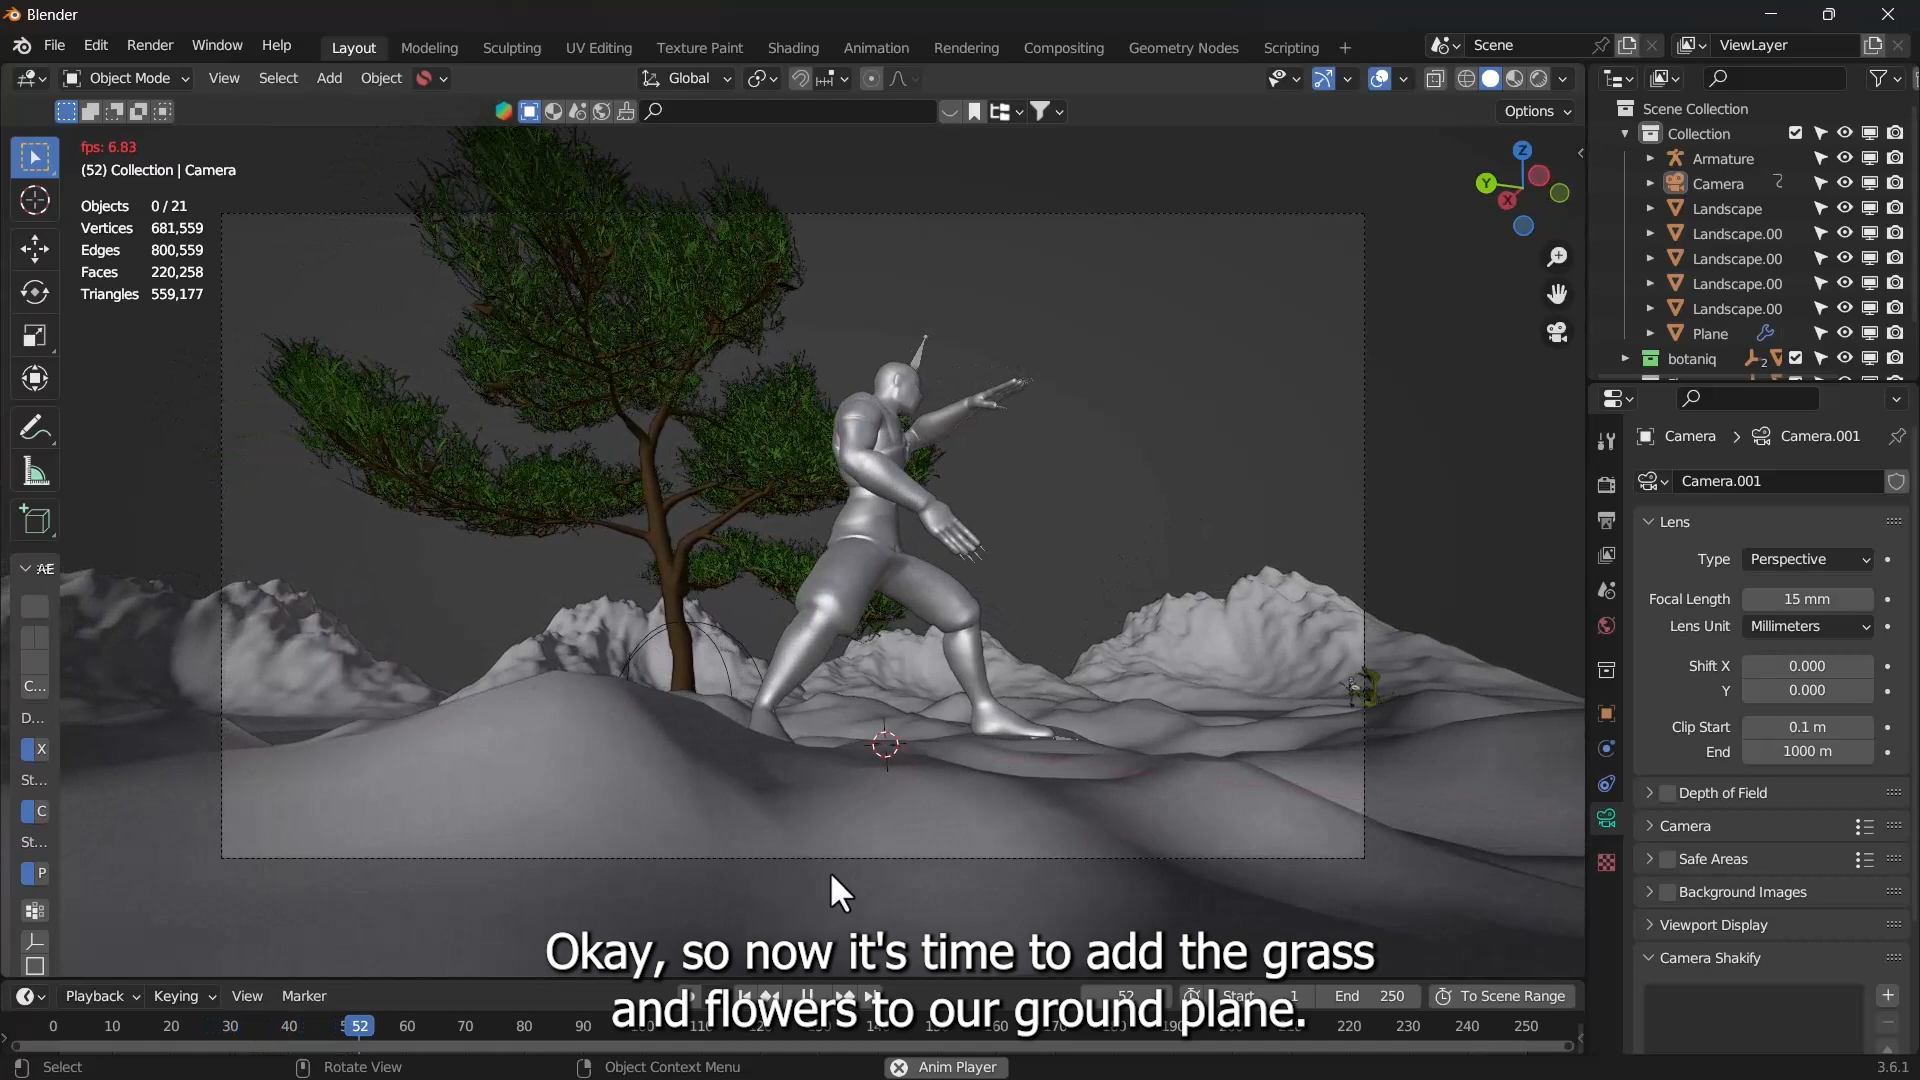 Blender
File Edit Render Window Help Layout Modeling Sculpting UV Editing Texture Paint Shading Animation Rendering Compositing Geometry Nodes Scripting + Scene ViewLayer
Object Mode View Select Add Object Global
Options
fps: 6.83
(52) Collection | Camera
Objects 0 / 21
Vertices 681,559
Edges 800,559
Faces 220,258
Triangles 559,177
Z
Y
X
AE
C...
D...
X
St...
C
St...
P
Scene Collection
Collection
Armature
Camera
Landscape
Landscape.00
Landscape.00
Landscape.00
Landscape.00
Plane
botaniq 2
Camera > Camera.001
Camera.001
Lens
Type Perspective
Focal Length 15 mm
Lens Unit Millimeters
Shift X 0.000
Y 0.000
Clip Start 0.1 m
End 1000 m
Depth of Field
Camera
Safe Areas
Background Images
Viewport Display
Camera Shakify
Okay, so now it's time to add the grass
and flowers to our ground plane.
Playback Keying View Marker 52 Start 1 End 250 To Scene Range
0 10 20 30 40 52 60 70 80 90 220 230 240 250
Select Rotate View Object Context Menu Anim Player 3.6.1